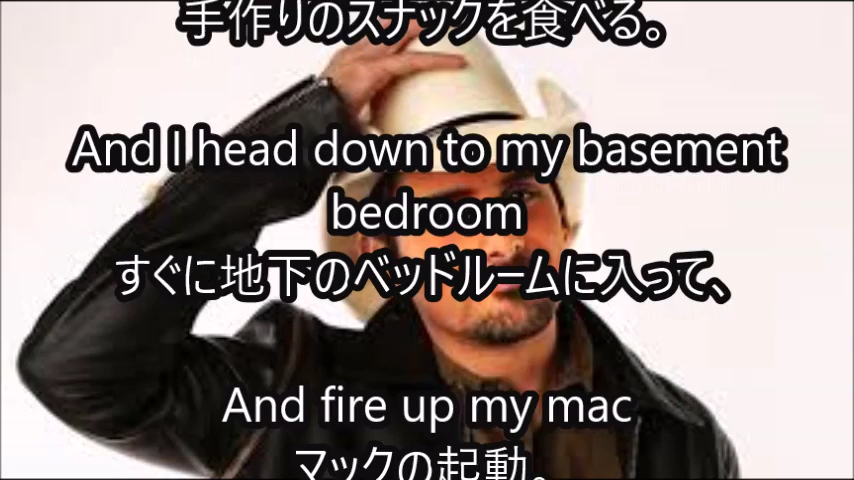 手作りのスナックを食べる。
And I head down to my basement
bedroom
すぐに地下のベッドルームに入って、
And fire up my mac
マックの起動。